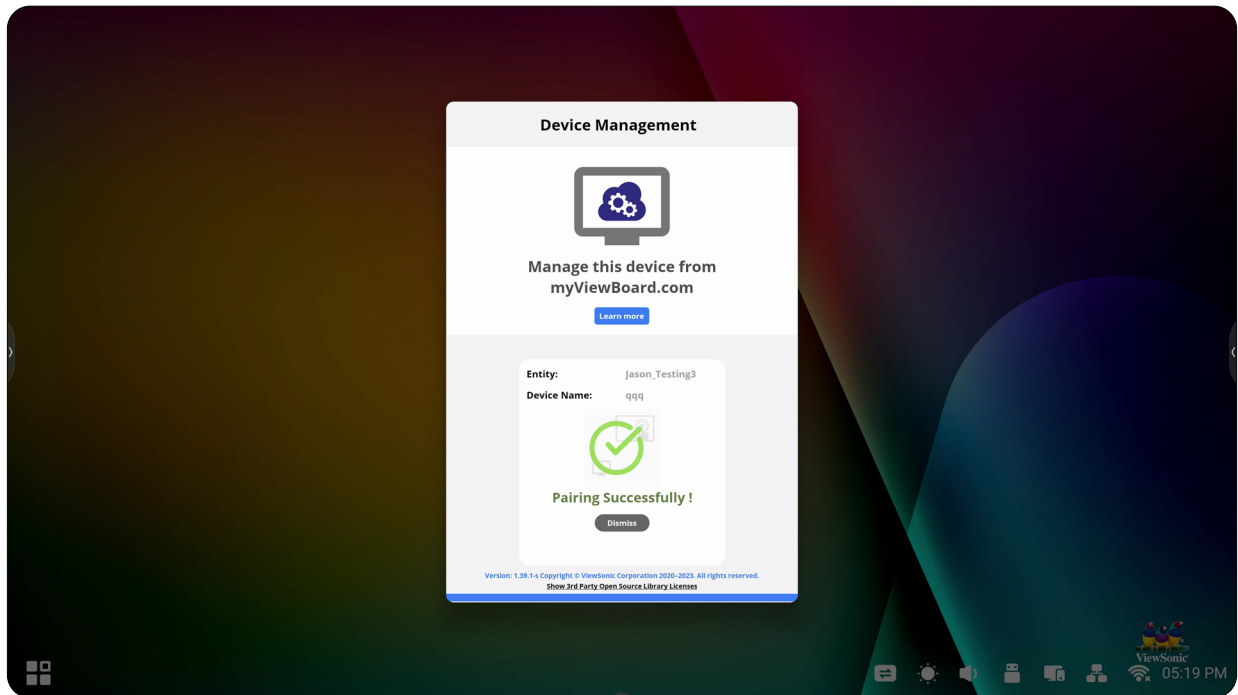 Device Management
Manage this device from
myViewBoard.com
Learn more
Entity: Jason_Testing3
Device Name: qqq
Pairing Successfully !
Dismiss
Version: 1.39.1-s Copyright © ViewSonic Corporation 2020–2023. All rights reserved.
Show 3rd Party Open Source Library Licenses
ViewSonic
05:19 PM